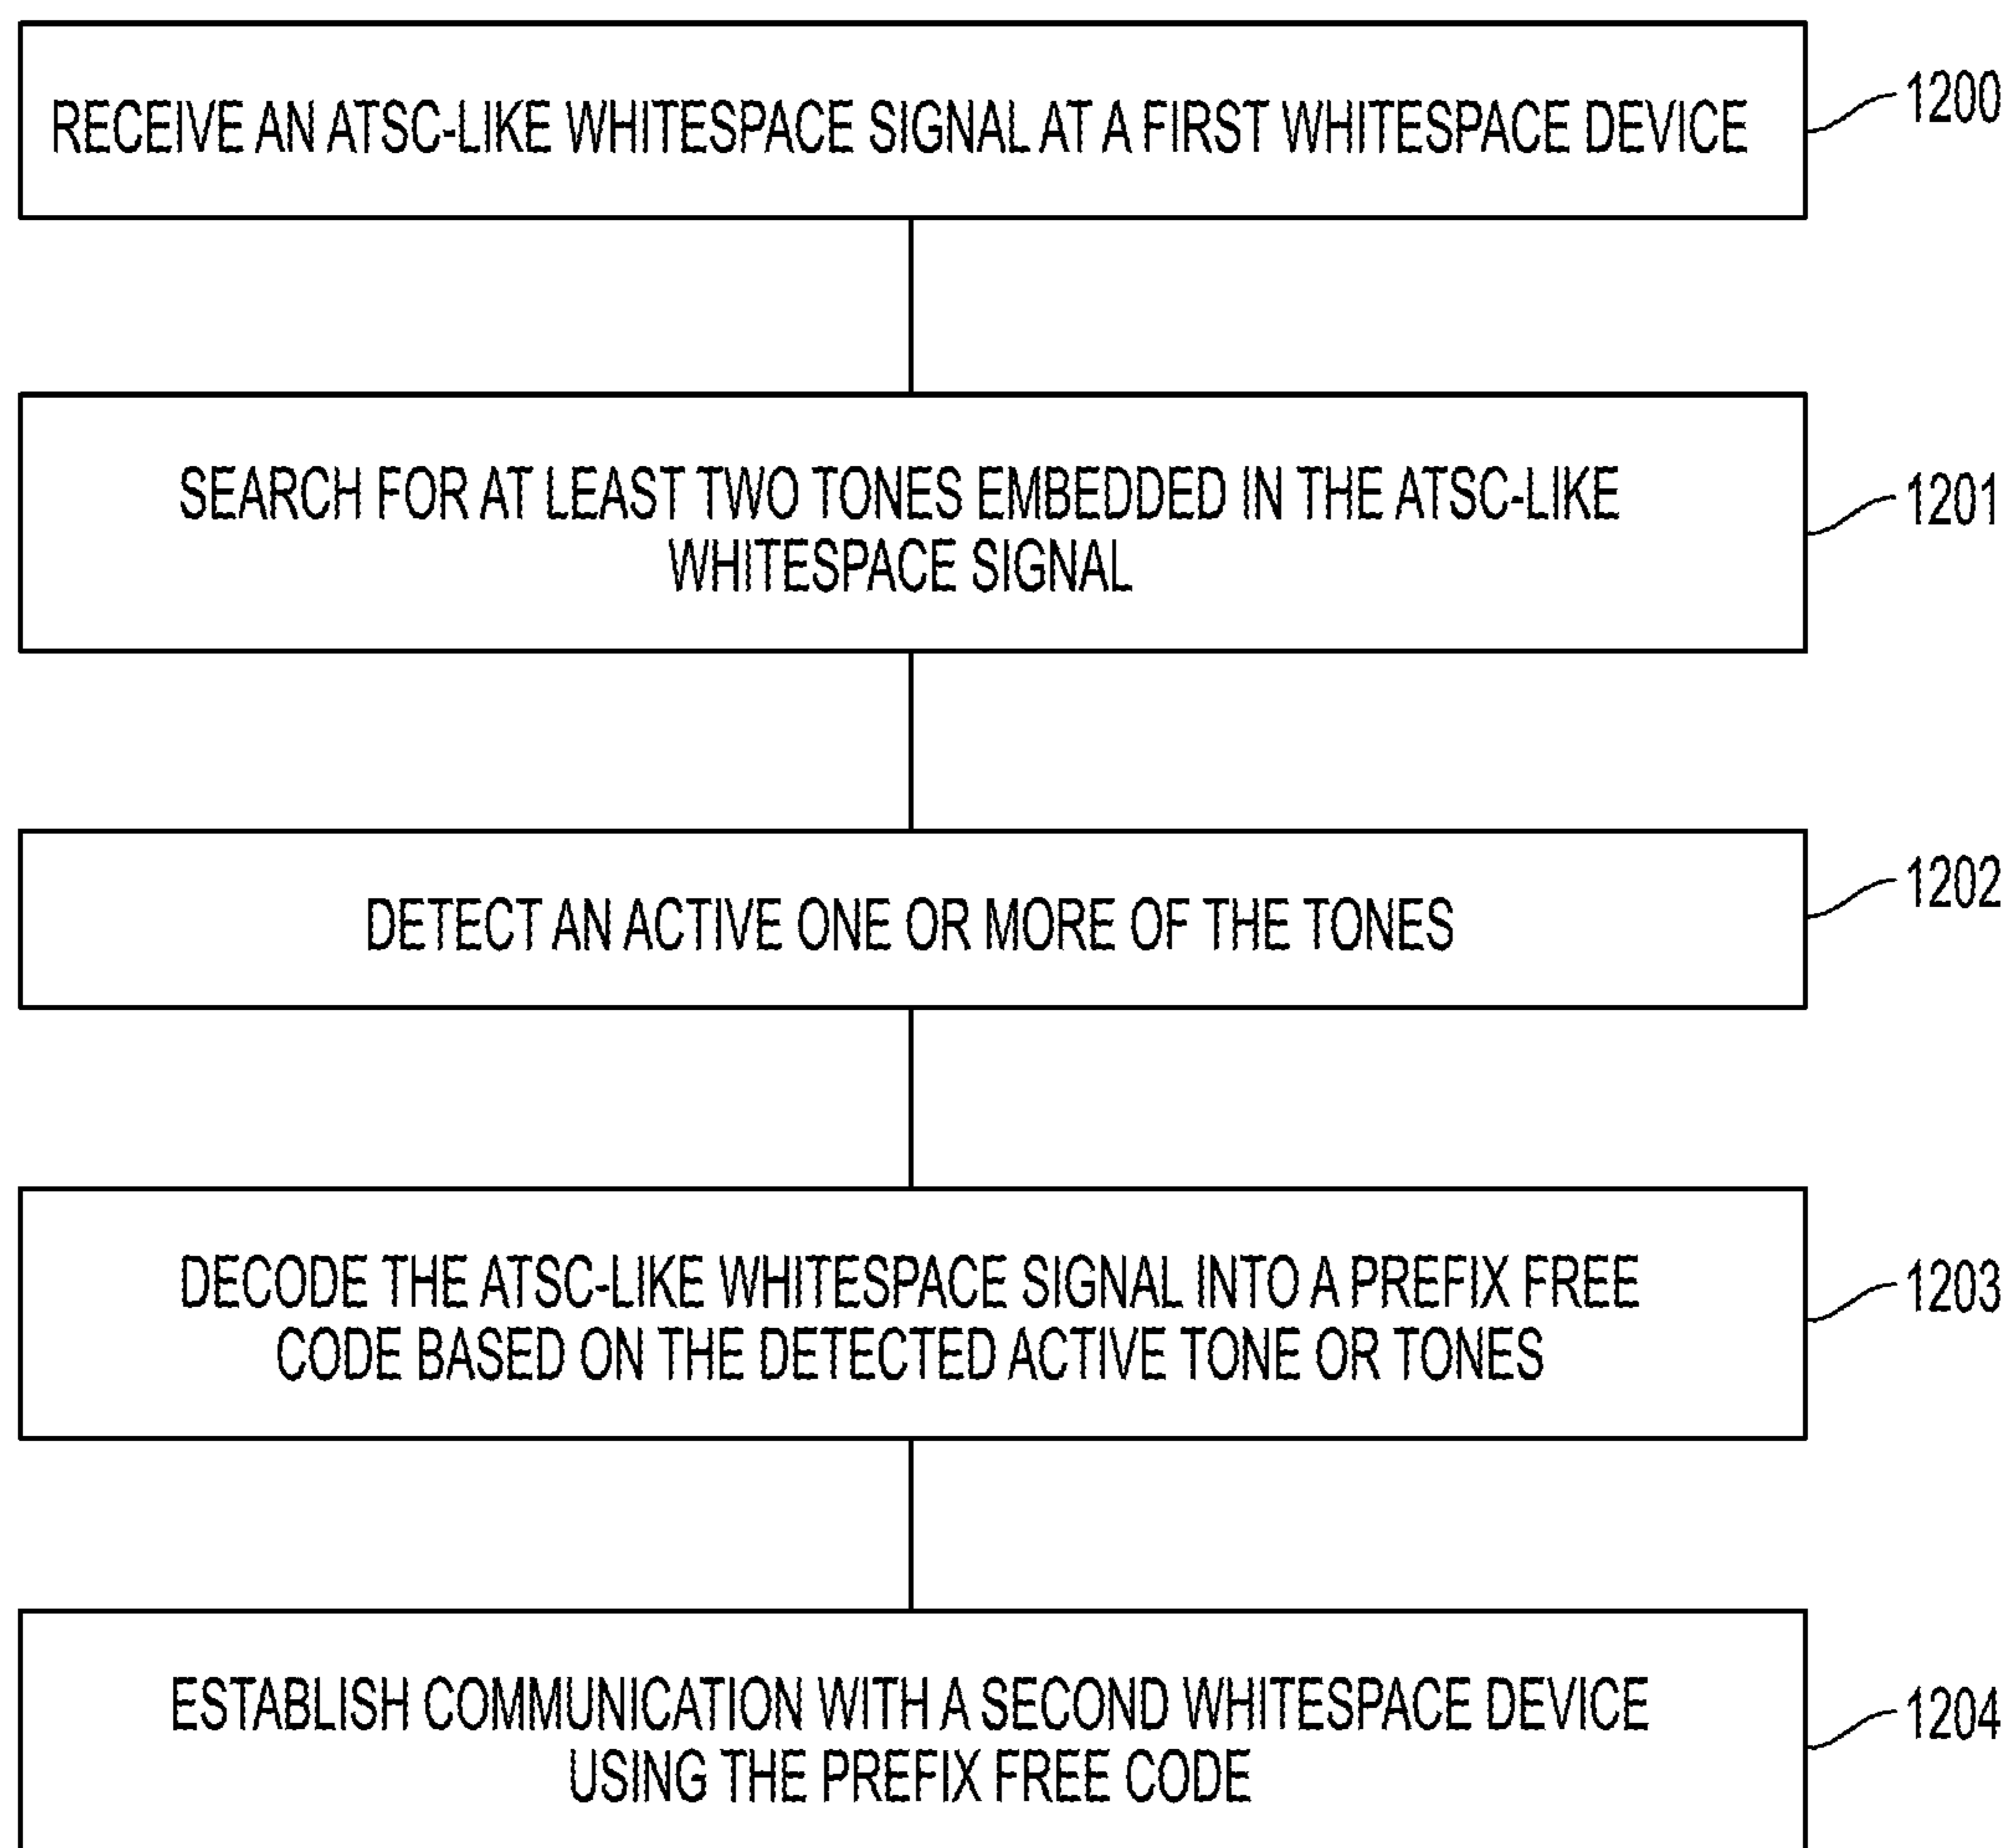 RECEIVE AN ATSC-LIKE WHITESPACE SIGNAL AT A FIRST WHITESPACE DEVICE
1200
SEARCH FOR AT LEAST TWO TONES EMBEDDED IN THE ATSC-LIKE
WHITESPACE SIGNAL
1201
DETECT AN ACTIVE ONE OR MORE OF THE TONES
1202
DECODE THE ATSC-LIKE WHITESPACE SIGNAL INTO A PREFIX FREE
CODE BASED ON THE DETECTED ACTIVE TONE OR TONES
1203
ESTABLISH COMMUNICATION WITH A SECOND WHITESPACE DEVICE
USING THE PREFIX FREE CODE
1204